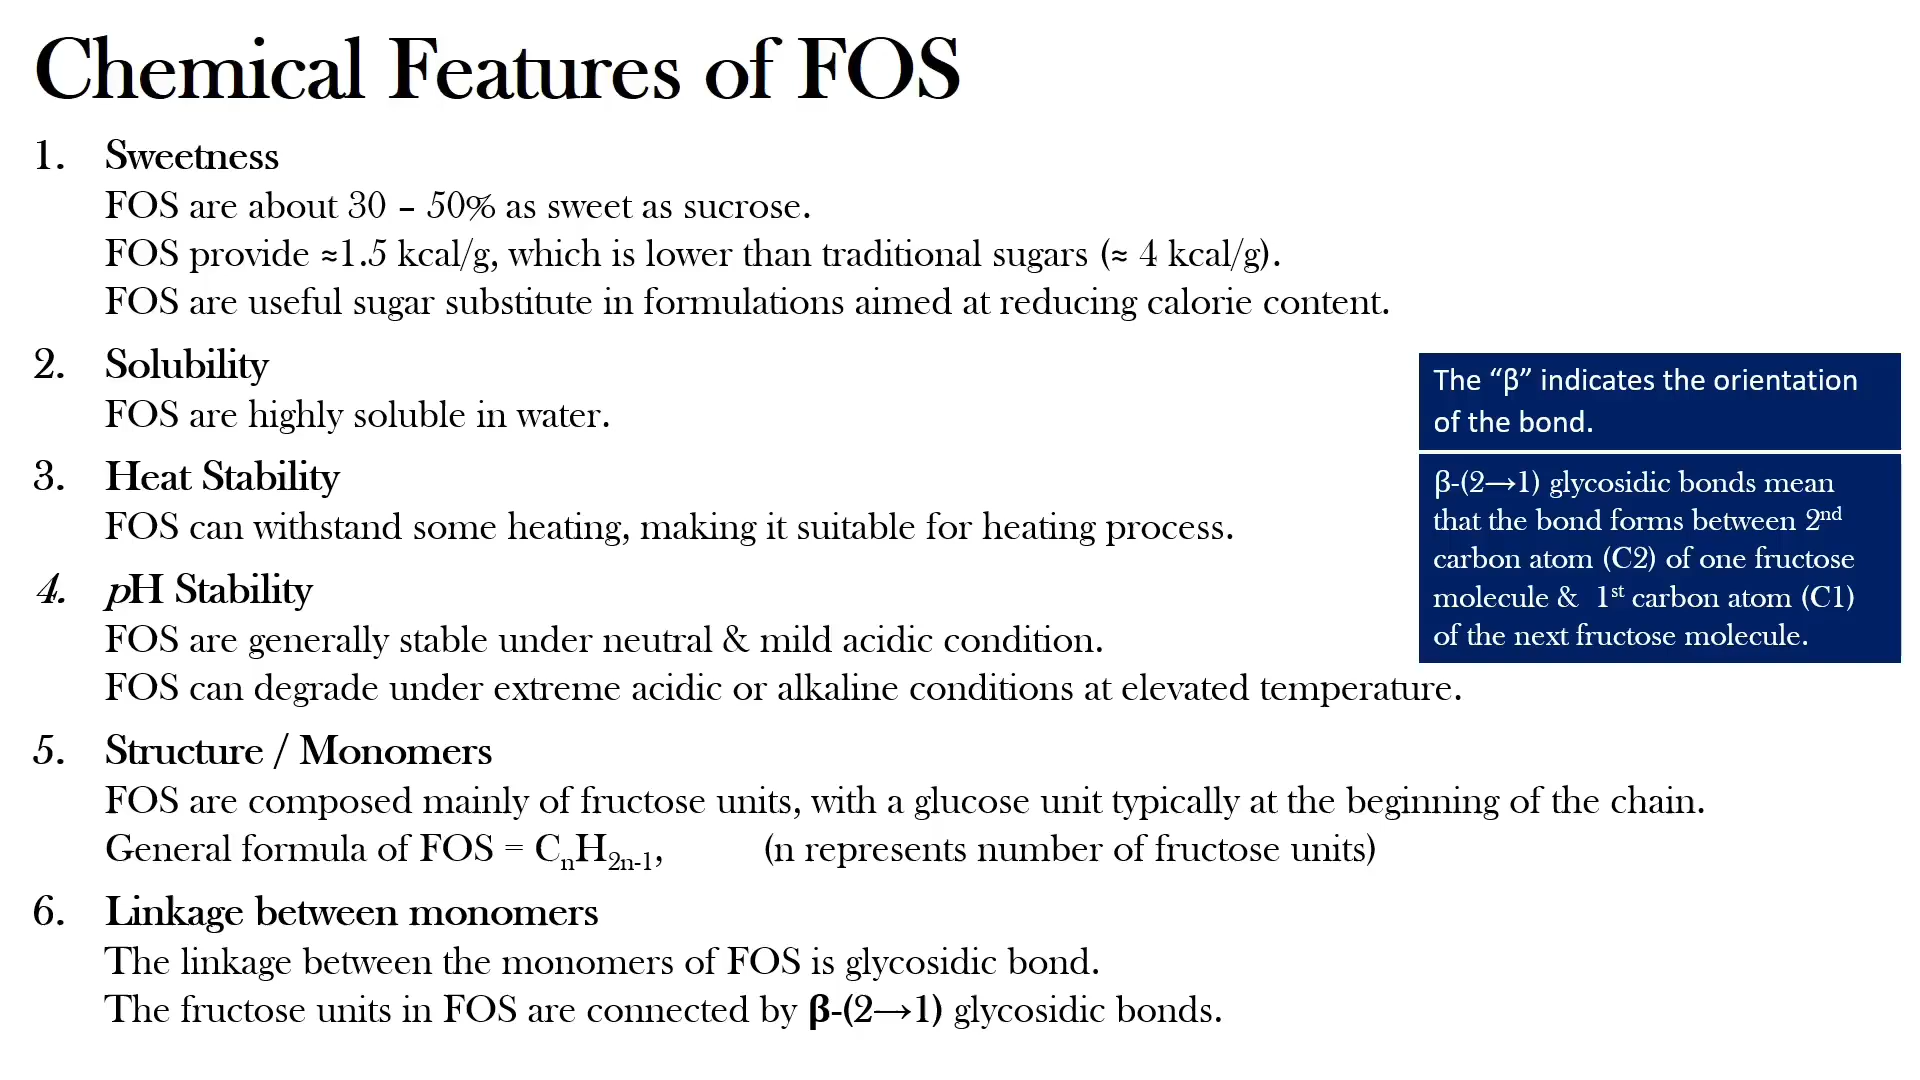 Chemical Features of FOS
1. Sweetness
FOS are about 30 – 50% as sweet as sucrose.
FOS provide ≈1.5 kcal/g, which is lower than traditional sugars (≈ 4 kcal/g).
FOS are useful sugar substitute in formulations aimed at reducing calorie content.
2. Solubility
FOS are highly soluble in water.
3. Heat Stability
FOS can withstand some heating, making it suitable for heating process.
4. pH Stability
FOS are generally stable under neutral & mild acidic condition.
FOS can degrade under extreme acidic or alkaline conditions at elevated temperature.
5. Structure / Monomers
FOS are composed mainly of fructose units, with a glucose unit typically at the beginning of the chain.
General formula of FOS = CnH2n-1, (n represents number of fructose units)
6. Linkage between monomers
The linkage between the monomers of FOS is glycosidic bond.
The fructose units in FOS are connected by β-(2→1) glycosidic bonds.
The “β” indicates the orientation
of the bond.
β-(2→1) glycosidic bonds mean
that the bond forms between 2nd
carbon atom (C2) of one fructose
molecule & 1st carbon atom (C1)
of the next fructose molecule.